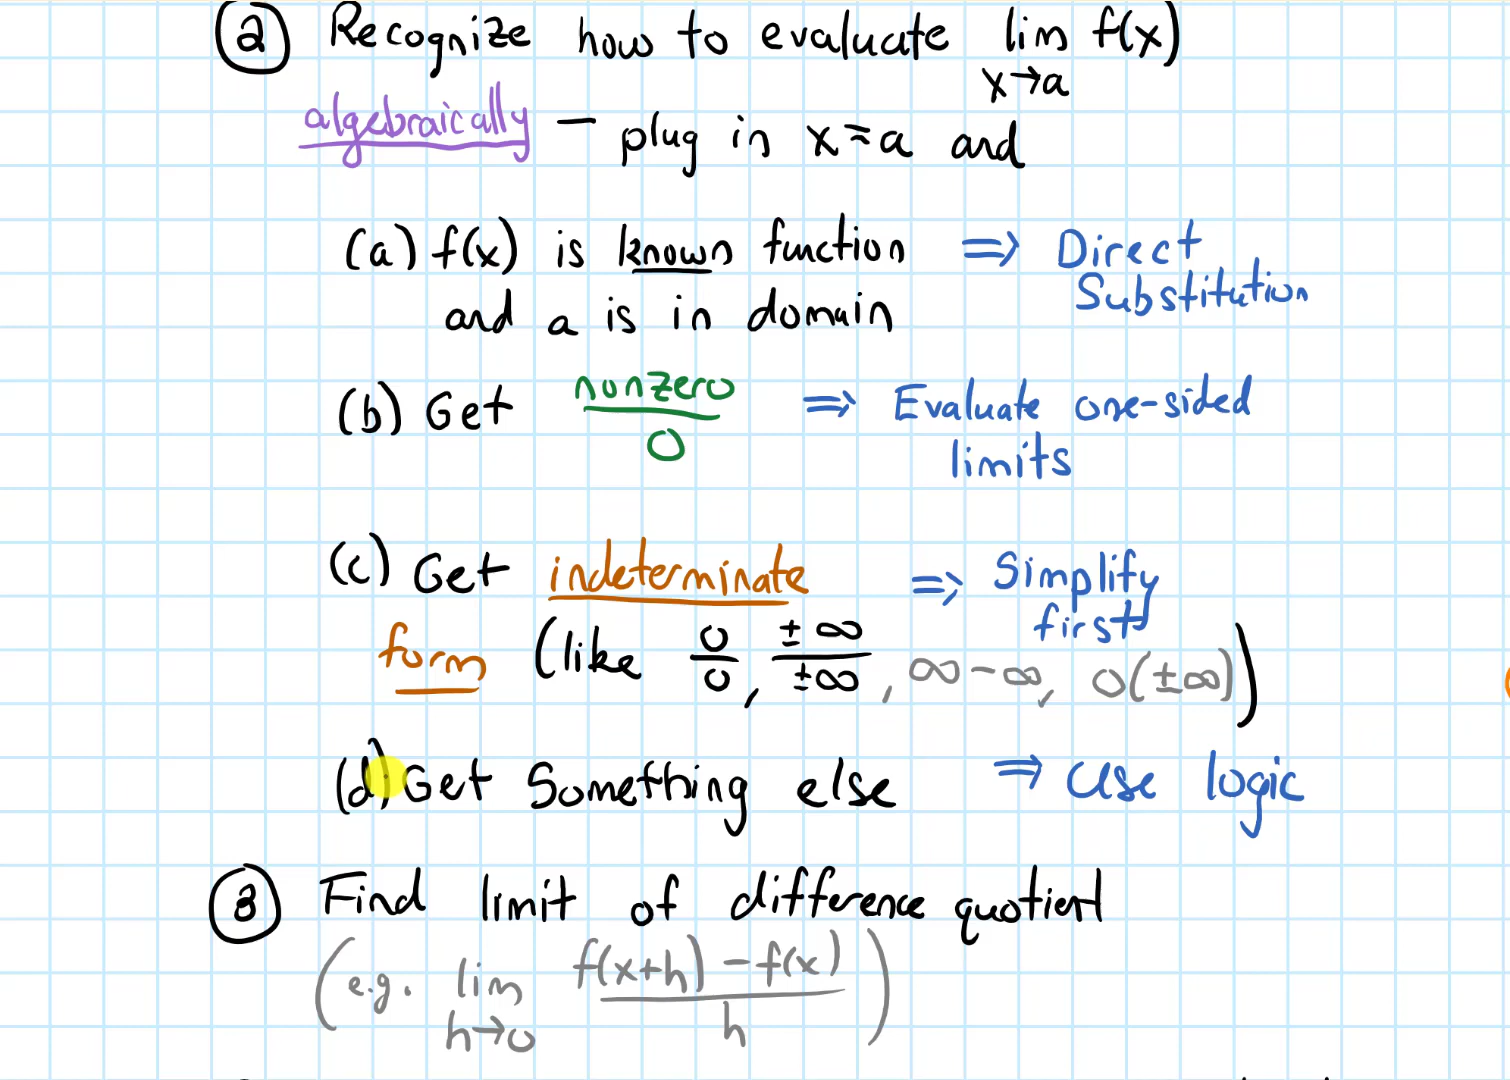 ② Recognize how to evaluate lim f(x)
x→a
algebraically – plug in x=a and
(a) f(x) is known function ⇒ Direct
Substitution
and a is in domain
(b) Get nonzero/0 ⇒ Evaluate one-sided
limits
(c) Get indeterminate ⇒ Simplify
first
form (like 0/0, ±∞/±∞, ∞-∞, 0(±∞))
(d) Get Something else ⇒ Use logic
③ Find limit of difference quotient
(e.g. lim f(x+h) - f(x)/h)
h→0